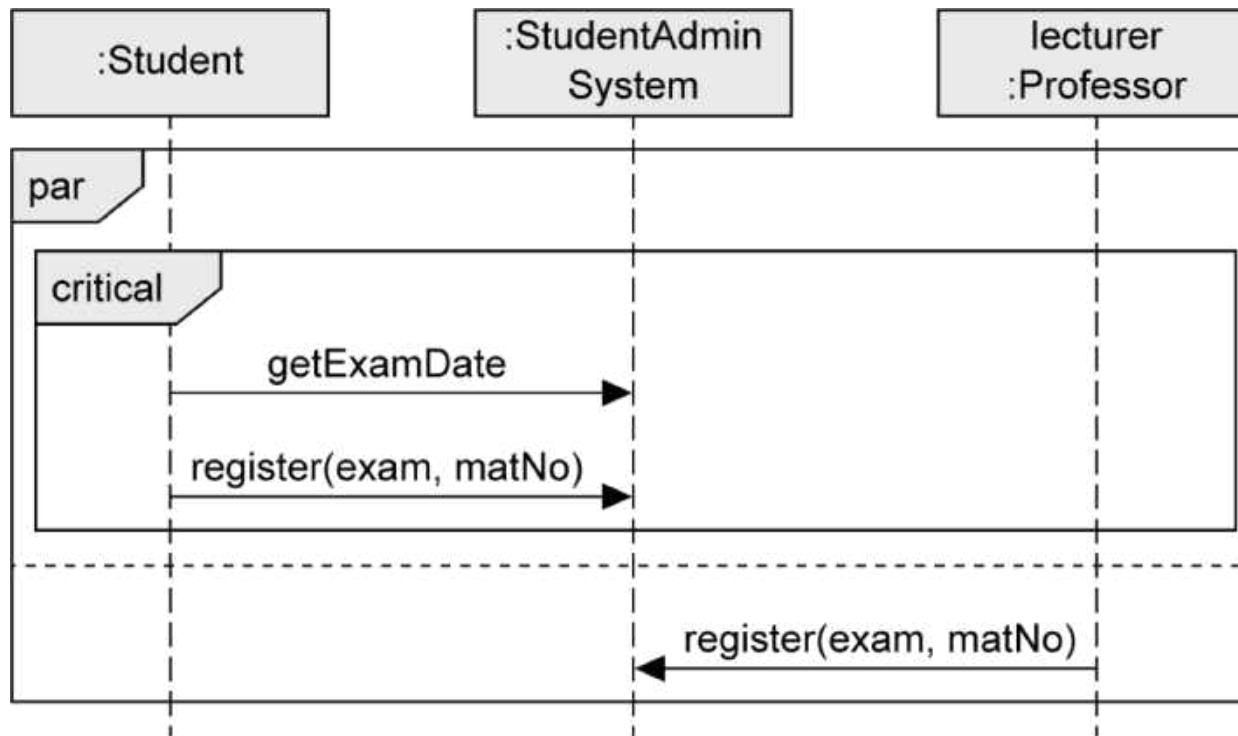 :Student
:StudentAdmin
System
lecturer
:Professor
par
critical
getExamDate
register(exam, matNo)
register(exam, matNo)